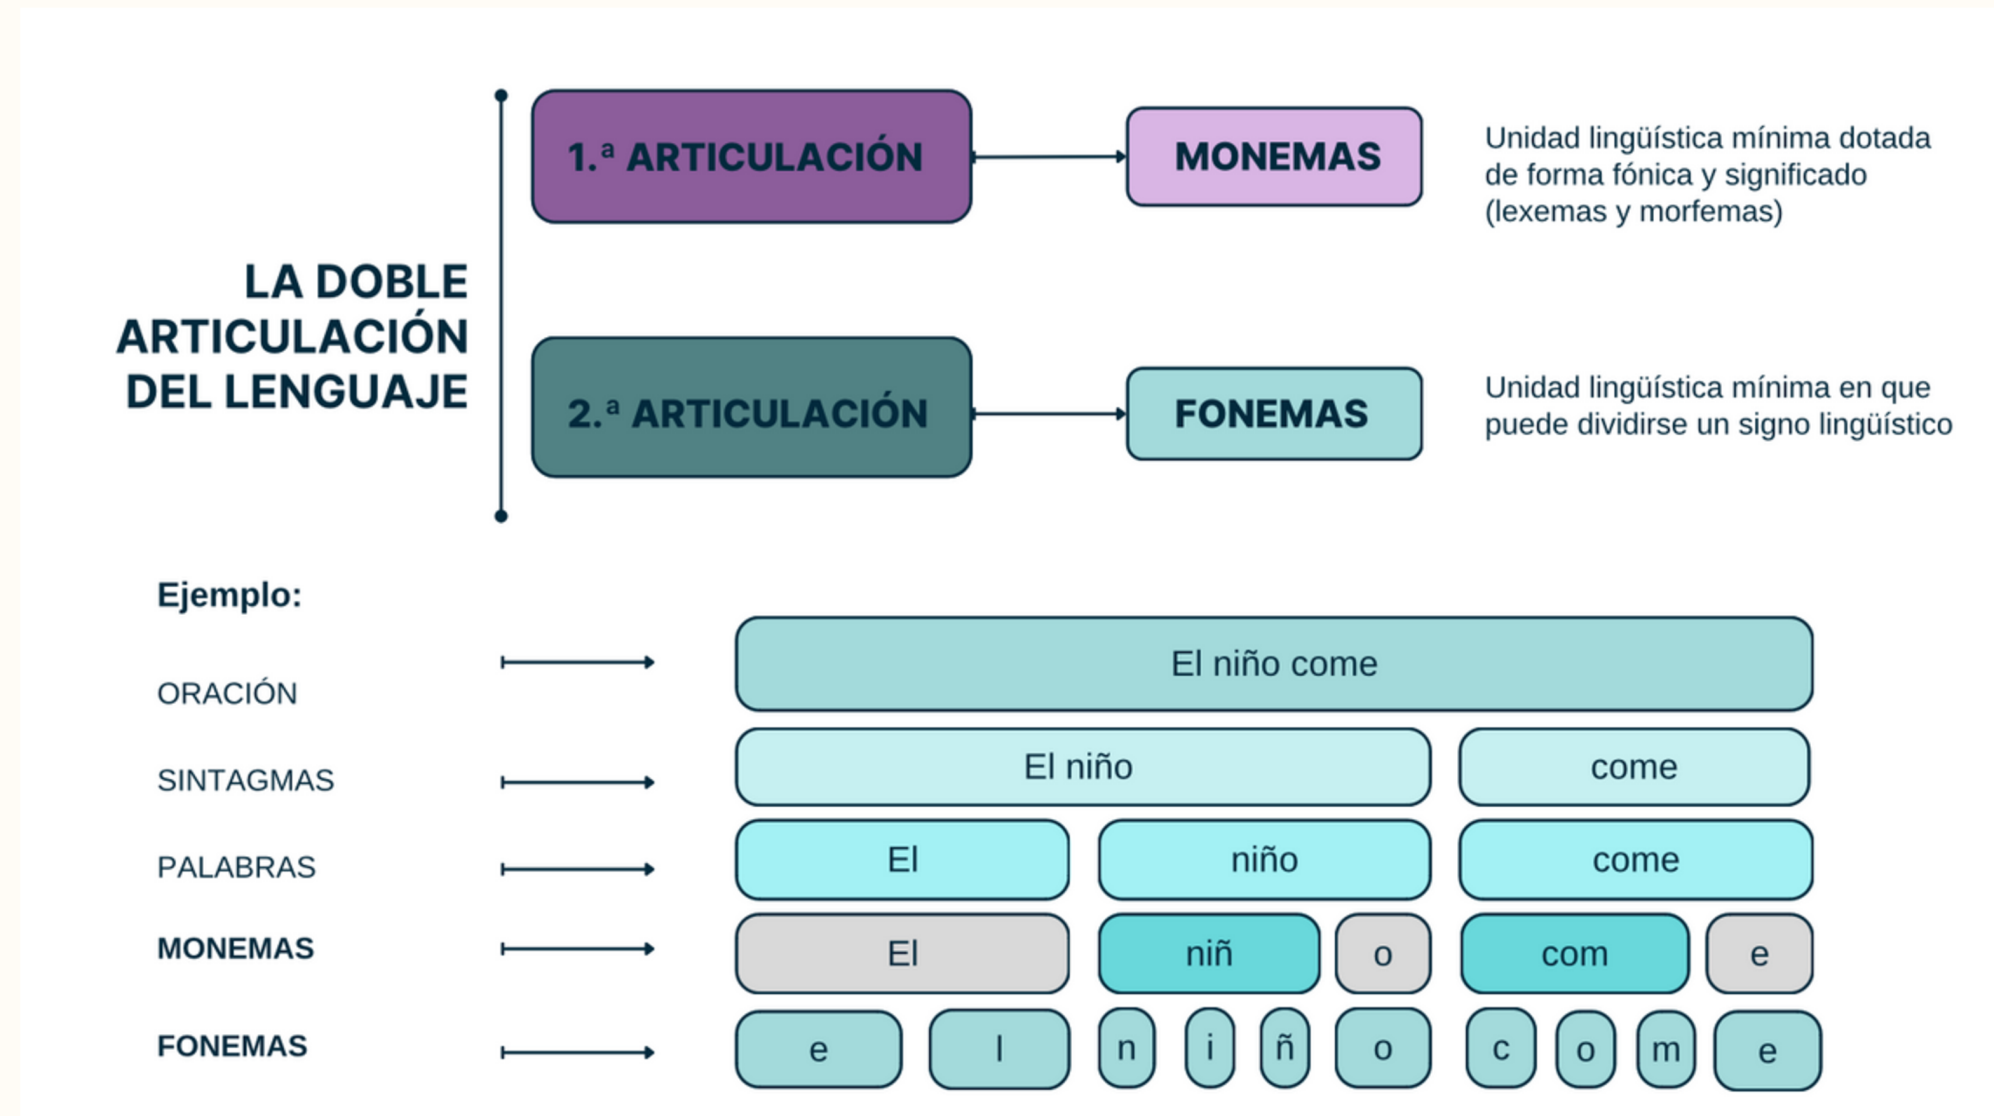 1.ª ARTICULACIÓN
MONEMAS
Unidad lingüística mínima dotada
de forma fónica y significado
(lexemas y morfemas)
LA DOBLE
ARTICULACIÓN
DEL LENGUAJE
2.ª ARTICULACIÓN
FONEMAS
Unidad lingüística mínima en que
puede dividirse un signo lingüístico
Ejemplo:
ORACIÓN
El niño come
SINTAGMAS
El niño come
PALABRAS
El niño come
MONEMAS
El niñ o com e
FONEMAS
e l n i ñ o c o m e